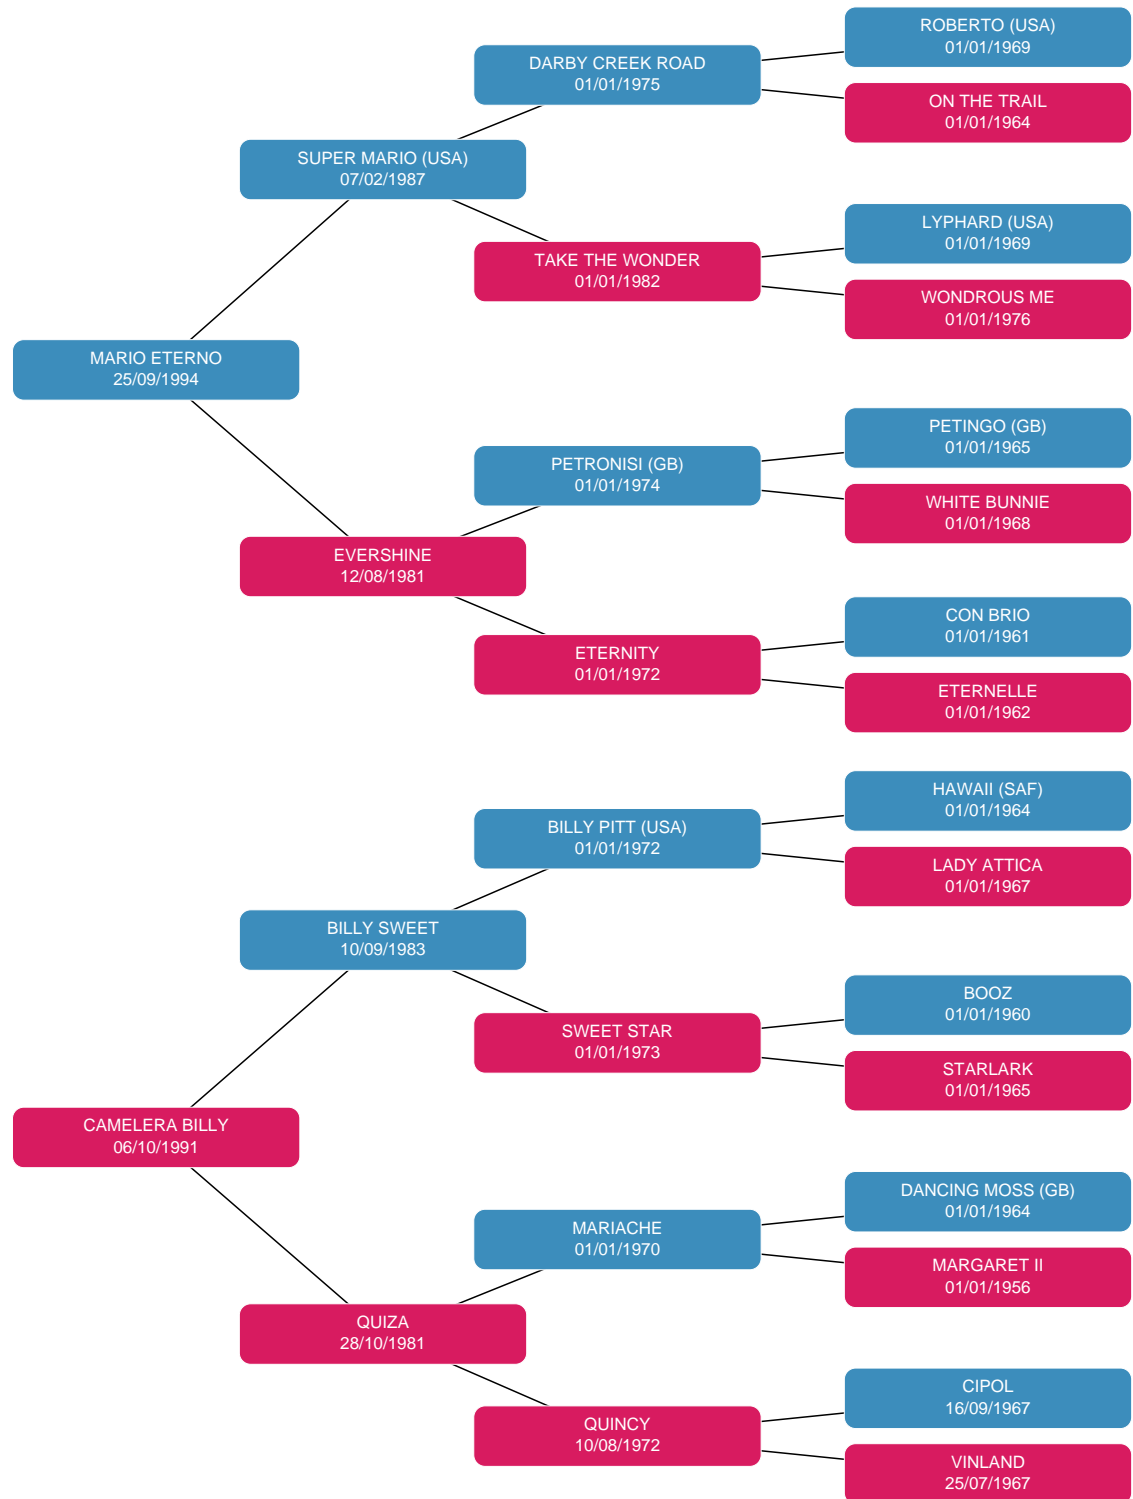 ROBERTO (USA)
01/01/1969
DARBY CREEK ROAD
01/01/1975
ON THE TRAIL
01/01/1964
SUPER MARIO (USA)
07/02/1987
LYPHARD (USA)
01/01/1969
TAKE THE WONDER
01/01/1982
WONDROUS ME
01/01/1976
MARIO ETERNO
25/09/1994
PETINGO (GB)
01/01/1965
PETRONISI (GB)
01/01/1974
WHITE BUNNIE
01/01/1968
EVERSHINE
12/08/1981
CON BRIO
01/01/1961
ETERNITY
01/01/1972
ETERNELLE
01/01/1962
HAWAII (SAF)
01/01/1964
BILLY PITT (USA)
01/01/1972
LADY ATTICA
01/01/1967
BILLY SWEET
10/09/1983
BOOZ
01/01/1960
SWEET STAR
01/01/1973
STARLARK
01/01/1965
CAMELERA BILLY
06/10/1991
DANCING MOSS (GB)
01/01/1964
MARIACHE
01/01/1970
MARGARET II
01/01/1956
QUIZA
28/10/1981
CIPOL
16/09/1967
QUINCY
10/08/1972
VINLAND
25/07/1967